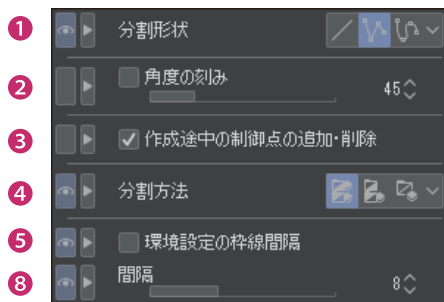 1 分割形状
2 角度の刻み 45
3 作成途中の制御点の追加・削除
4 分割方法
5 環境設定の枠線間隔
8 間隔 8